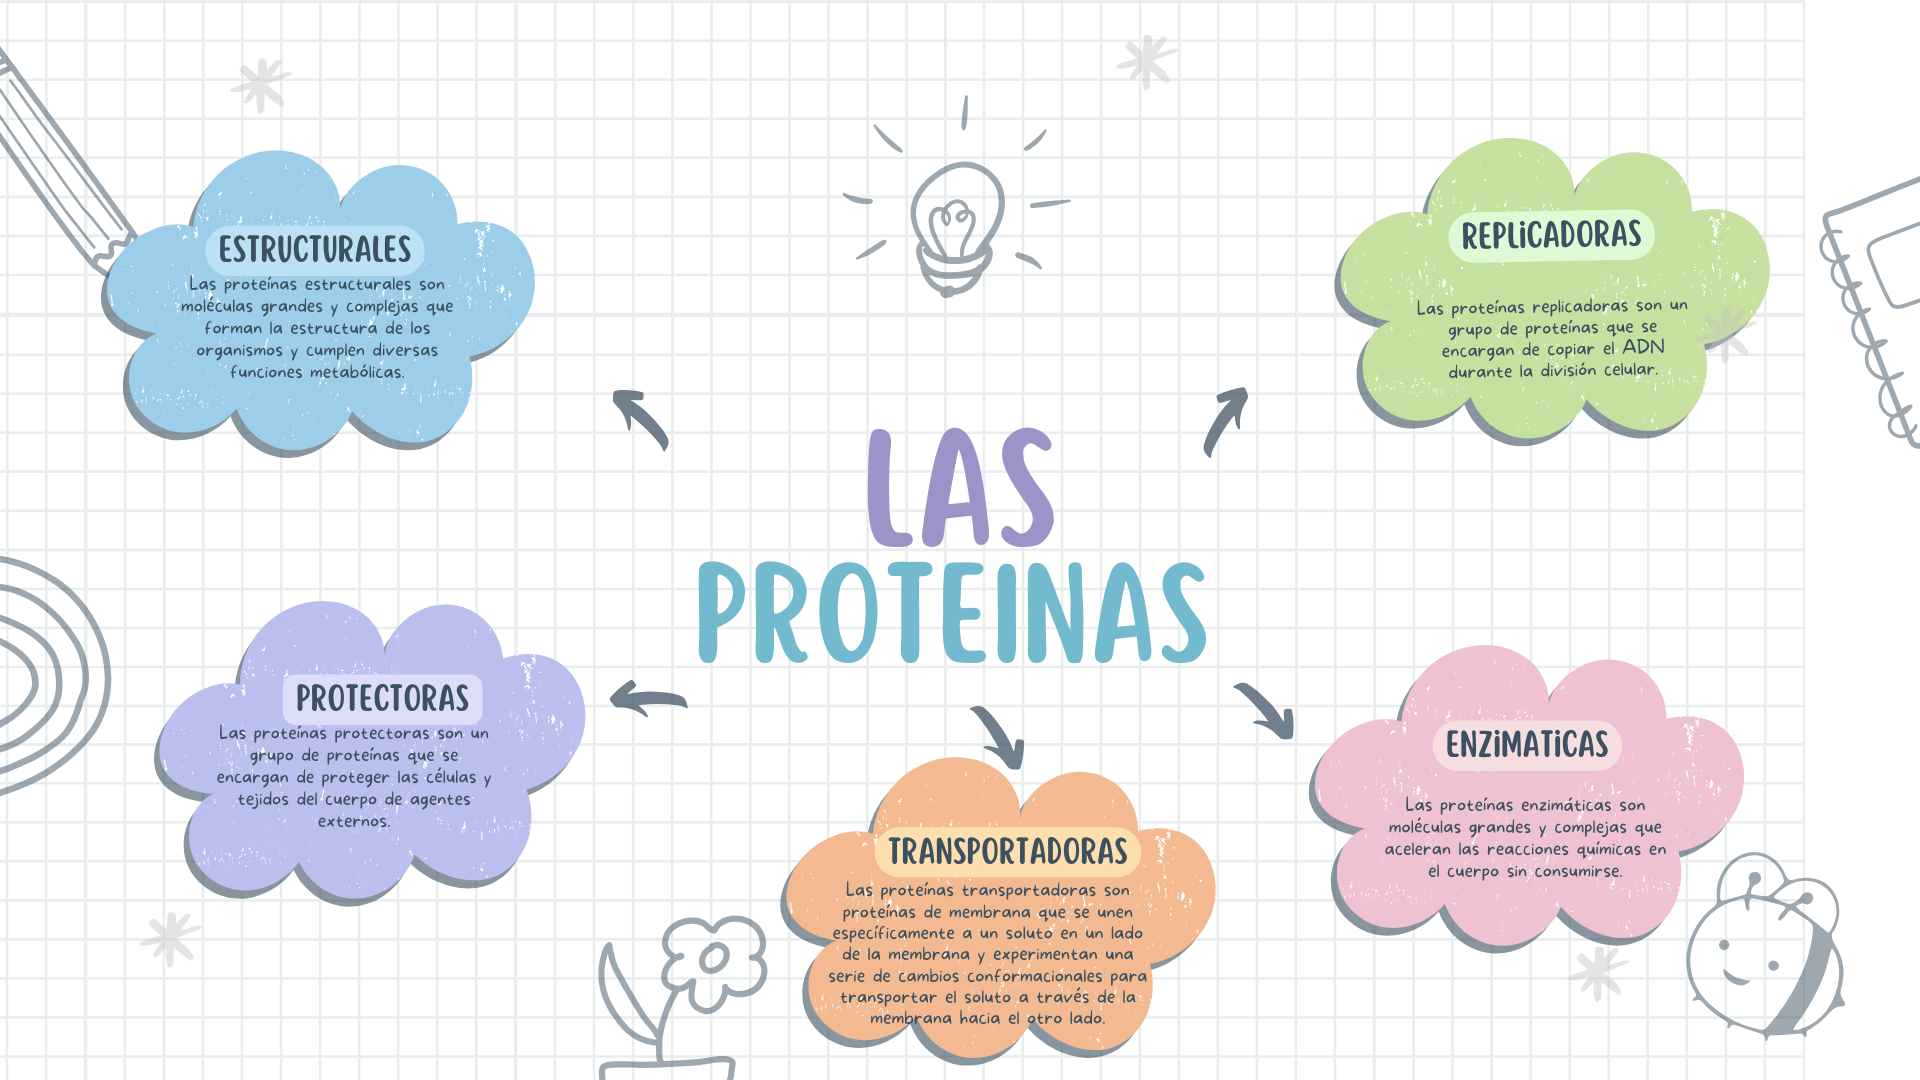 LAS
PROTEINAS
ESTRUCTURALES
Las proteínas estructurales son
moléculas grandes y complejas que
forman la estructura de los
organismos y cumplen diversas
funciones metabólicas.
REPLiCADORAS
Las proteínas replicadoras son un
grupo de proteínas que se
encargan de copiar el ADN
durante la división celular.
PROTECTORAS
Las proteínas protectoras son un
grupo de proteínas que se
encargan de proteger las células y
tejidos del cuerpo de agentes
externos.
TRANSPORTADORAS
Las proteínas transportadoras son
proteínas de membrana que se unen
específicamente a un soluto en un lado
de la membrana y experimentan una
serie de cambios conformacionales para
transportar el soluto a través de la
membrana hacia el otro lado.
ENZiMATiCAS
Las proteínas enzimáticas son
moléculas grandes y complejas que
aceleran las reacciones químicas en
el cuerpo sin consumirse.